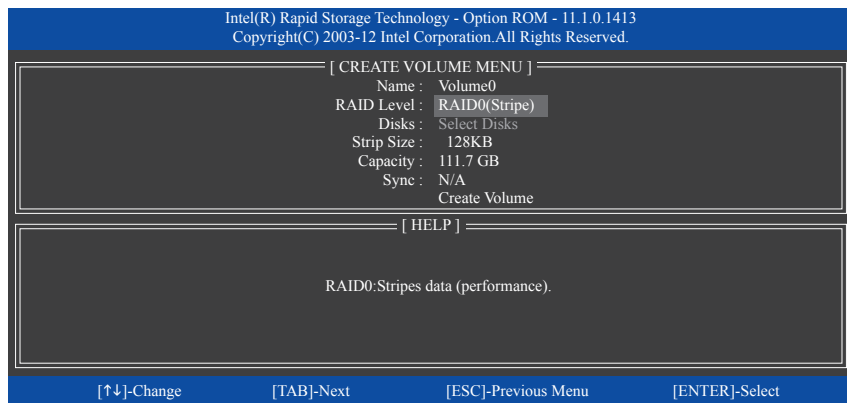 Intel(R) Rapid Storage Technology - Option ROM - 11.1.0.1413
Copyright(C) 2003-12 Intel Corporation.All Rights Reserved.
[ CREATE VOLUME MENU ]
Name : Volume0
RAID Level : RAID0(Stripe)
Disks : Select Disks
Strip Size : 128KB
Capacity : 111.7 GB
Sync : N/A
Create Volume
[ HELP ]
RAID0:Stripes data (performance).
[↑↓]-Change [TAB]-Next [ESC]-Previous Menu [ENTER]-Select